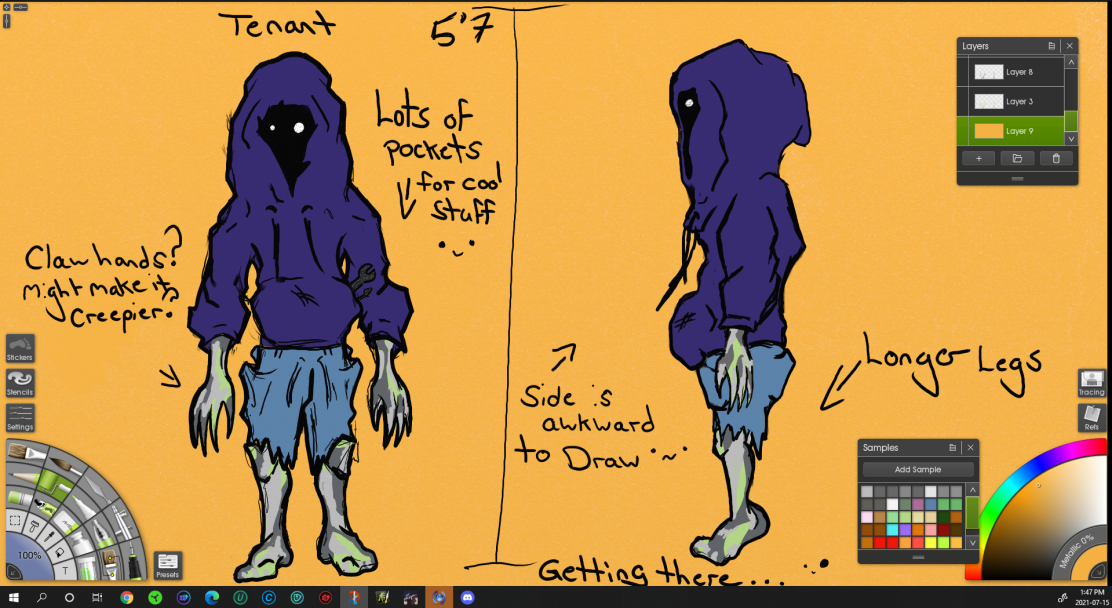 Tenant
5'7
Lots of
pockets
for cool
stuff
Claw hands?
Might make it
Creepier.
Side is
awkward
to Draw
Longer Legs
Getting there...
Layers
Layer 8
Layer 3
Layer 9
Stickers
Stencils
Settings
100%
T
Presets
Tracing
Refs
Samples
Add Sample
Metallic 0%
1:47 PM
2021-07-15